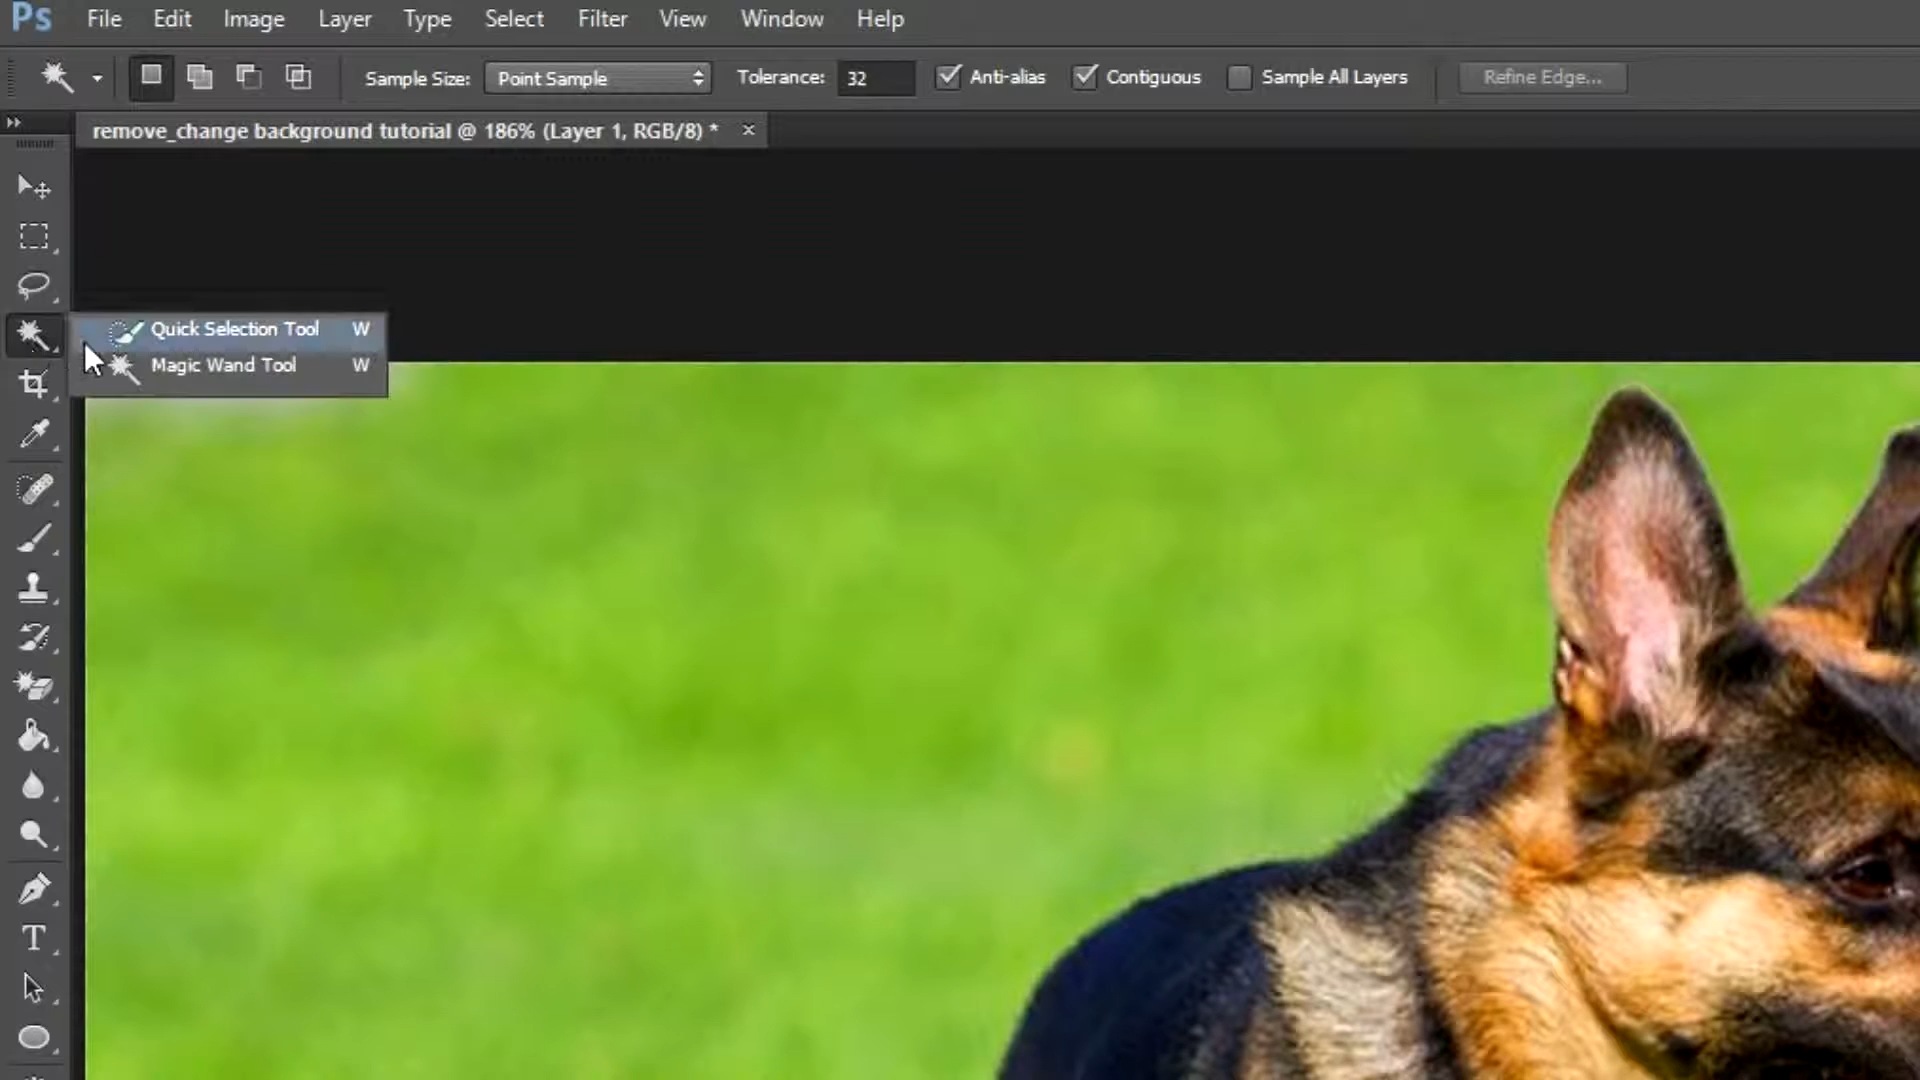 Ps File Edit Image Layer Type Select Filter View Window Help
Sample Size: Point Sample Tolerance: 32 Anti-alias Contiguous Sample All Layers Refine Edge...
remove_change background tutorial @ 186% (Layer 1, RGB/8) * ×
Quick Selection Tool W
Magic Wand Tool W
T